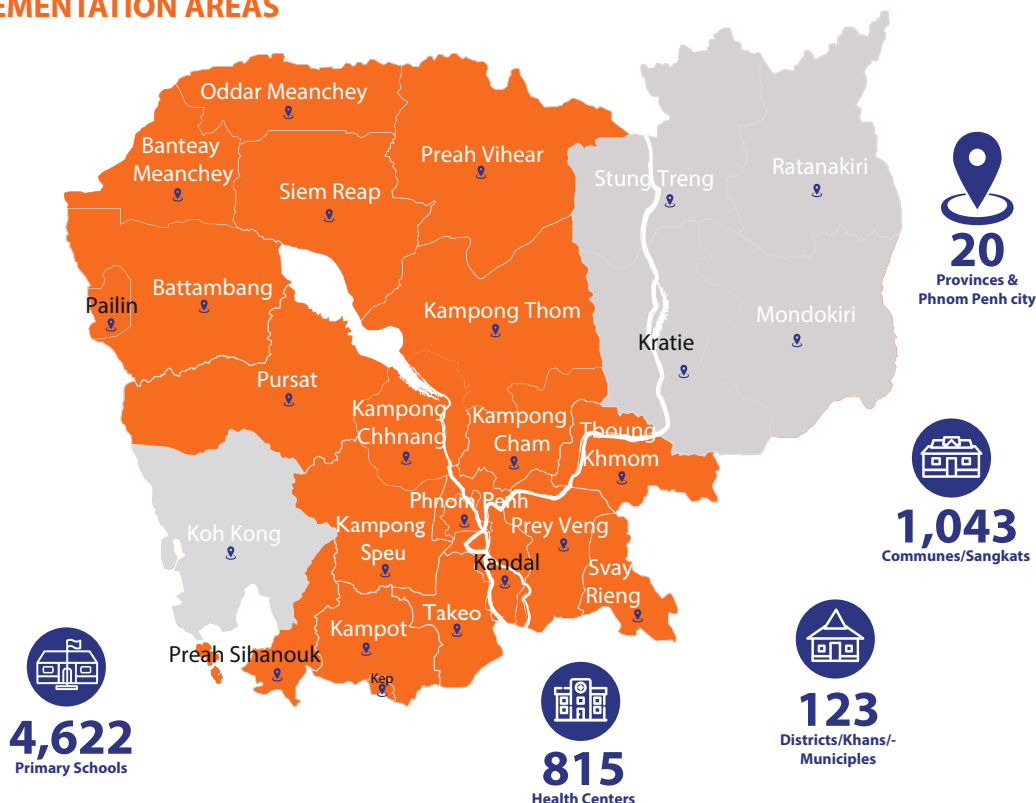 EMENTATION AREAS
Oddar Meanchey
Banteay
Meanchey
Siem Reap
Preah Vihear
Stung Treng
Ratanakiri
20
Provinces &
Phnom Penh city
Pailin
Battambang
Kampong Thom
Mondokiri
Kratie
Pursat
Kampong
Chhnang
Kampong
Cham
Tboung
Khmom
Koh Kong
Phnom Penh
Kampong
Speu
Prey Veng
Kandal
Svay
Rieng
1,043
Communes/Sangkats
Takeo
Kampot
Preah Sihanouk
Kep
4,622
Primary Schools
815
Health Centers
123
Districts/Khans/-
Municiples